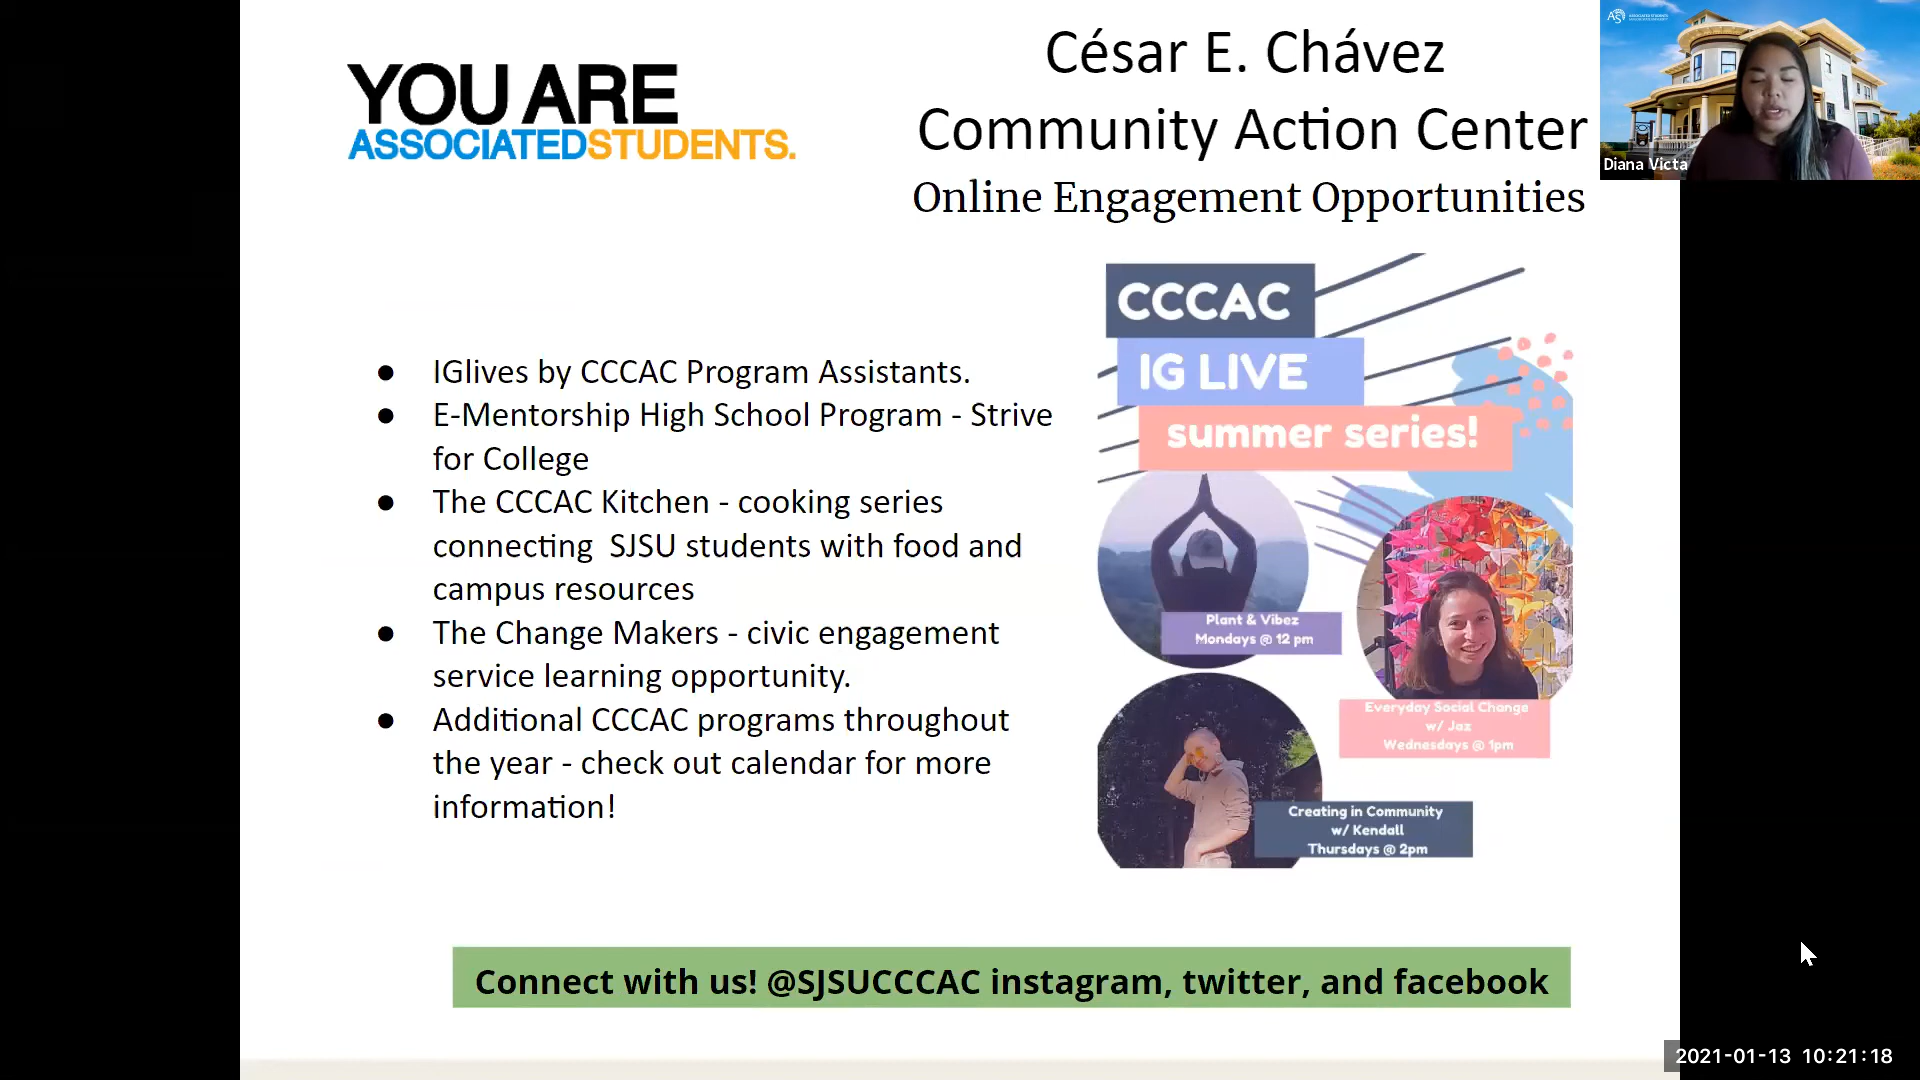 YOU ARE
ASSOCIATEDSTUDENTS.
César E. Chávez
Community Action Center
Online Engagement Opportunities
Diana Victa
● IGlives by CCCAC Program Assistants.
● E-Mentorship High School Program - Strive
for College
● The CCCAC Kitchen - cooking series
connecting  SJSU students with food and
campus resources
● The Change Makers - civic engagement
service learning opportunity.
● Additional CCCAC programs throughout
the year - check out calendar for more
information!
CCCAC
IG LIVE
summer series!
Plant & Vibez
Mondays @ 12 pm
Everyday Social Change
w/ Jaz
Wednesdays @ 1pm
Creating in Community
w/ Kendall
Thursdays @ 2pm
Connect with us! @SJSUCCCAC instagram, twitter, and facebook
2021-01-13 10:21:18